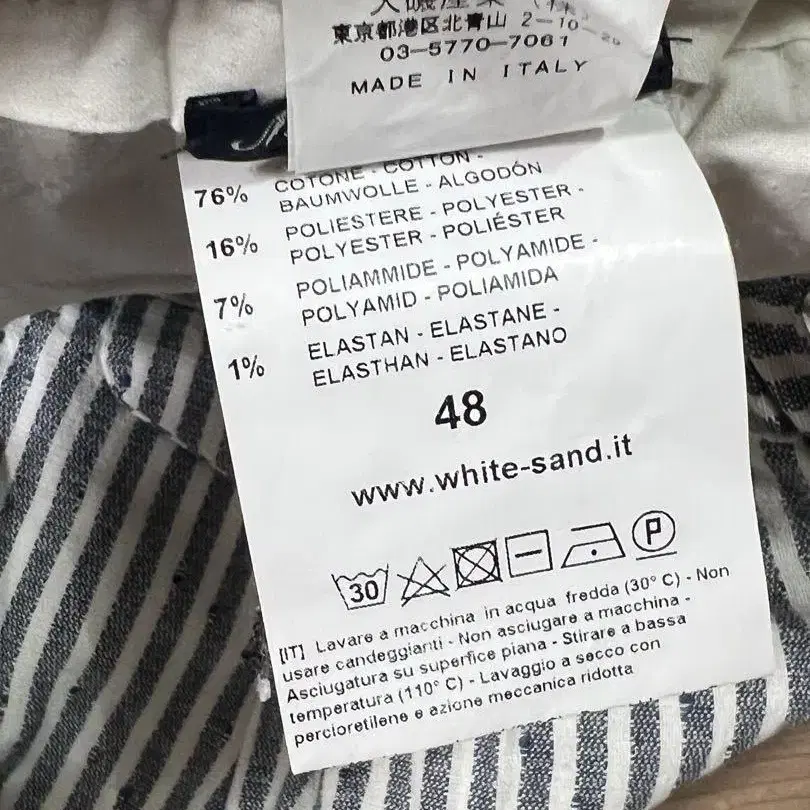 東京都港区北青山 2-10-29
03-5770-7061
MADE IN ITALY
76% COTONE - COTTON -
BAUMWOLLE - ALGODÓN
16% POLIESTERE - POLYESTER -
POLYESTER - POLIÉSTER
7% POLIAMMIDE - POLYAMIDE -
POLYAMID - POLIAMIDA
1% ELASTAN - ELASTANE -
ELASTHAN - ELASTANO
48
www.white-sand.it
30
P
[IT] Lavare a macchina in acqua fredda (30° C) - Non
usare candeggianti - Non asciugare a macchina -
Asciugatura su superfice piana - Stirare a bassa
temperatura (110° C) - Lavaggio a secco con
percioretilene e azione meccanica ridotta